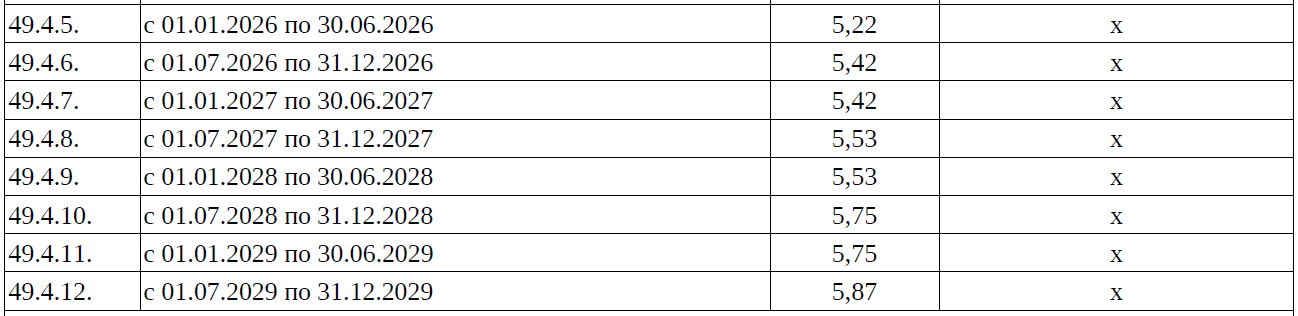 49.4.5. с 01.01.2026 по 30.06.2026 5,22 x
49.4.6. с 01.07.2026 по 31.12.2026 5,42 x
49.4.7. с 01.01.2027 по 30.06.2027 5,42 x
49.4.8. с 01.07.2027 по 31.12.2027 5,53 x
49.4.9. с 01.01.2028 по 30.06.2028 5,53 x
49.4.10. с 01.07.2028 по 31.12.2028 5,75 x
49.4.11. с 01.01.2029 по 30.06.2029 5,75 x
49.4.12. с 01.07.2029 по 31.12.2029 5,87 x